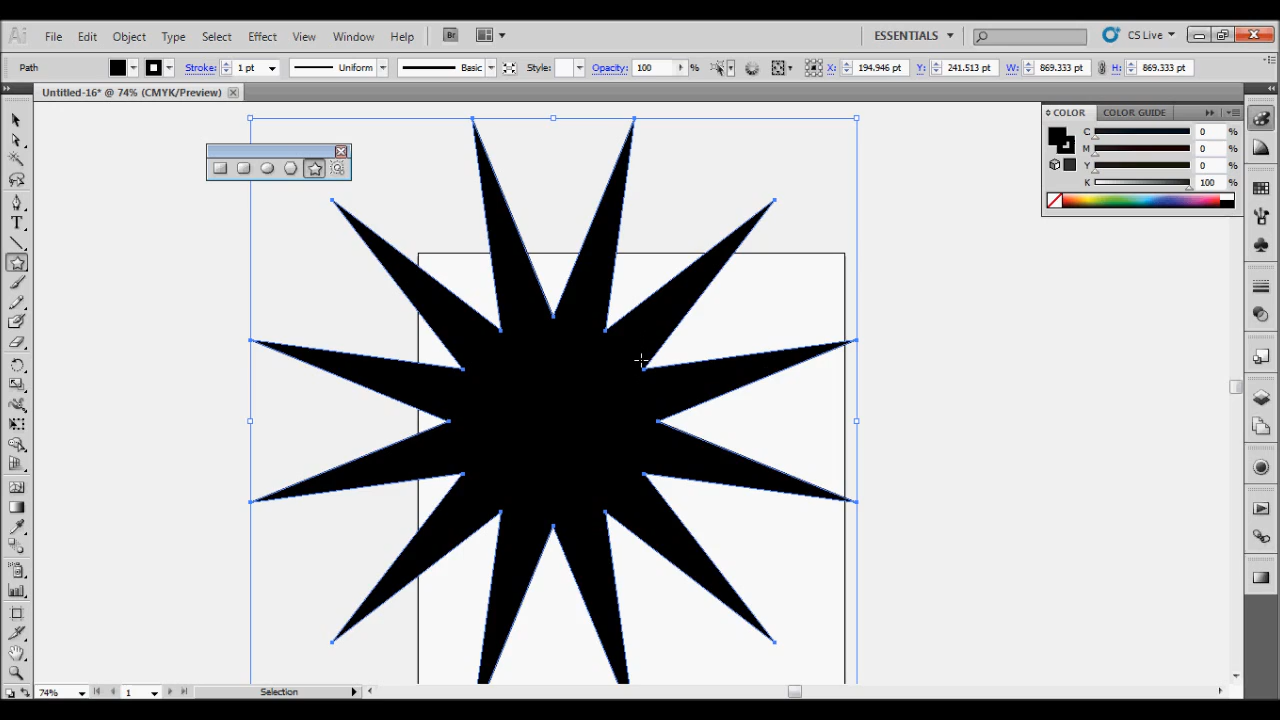 Ai File Edit Object Type Select Effect View Window Help Br ESSENTIALS CS Live
Path Stroke: 1 pt Uniform Basic Style: Opacity: 100 % X: 194.946 pt Y: 241.513 pt W: 869.333 pt H: 869.333 pt
Untitled-16* @ 74% (CMYK/Preview)
COLOR COLOR GUIDE
C 0 %
M 0 %
Y 0 %
K 100 %
T
74% 1 Selection